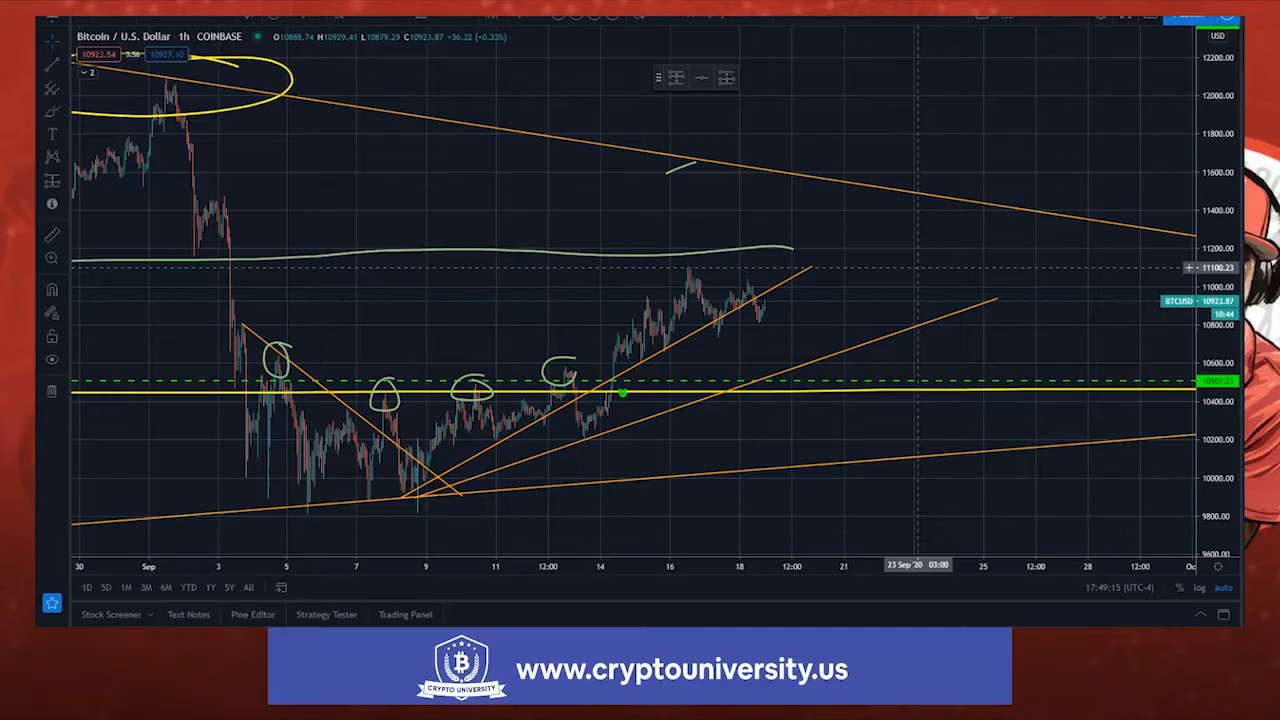 Bitcoin / U.S. Dollar 1h COINBASE O10888.74 H10929.41 L10879.29 C10923.87 +36.32 (+0.33%)
USD
10923.54 3.56 10927.10
2
12200.00
12000.00
11800.00
11600.00
11400.00
11200.00
11100.23
11000.00
BTCUSD 10923.87
10:44
10800.00
10600.00
10507.21
10400.00
10200.00
10000.00
9800.00
9600.00
30 Sep 3 5 7 9 11 12:00 14 16 18 12:00 21 23 Sep '20 03:00 25 12:00 28 12:00 Oc
1D 5D 1M 3M 6M YTD 1Y 5Y All
17:49:15 (UTC-4) % log auto
Stock Screener Text Notes Pine Editor Strategy Tester Trading Panel
CRYPTO UNIVERSITY
www.cryptouniversity.us